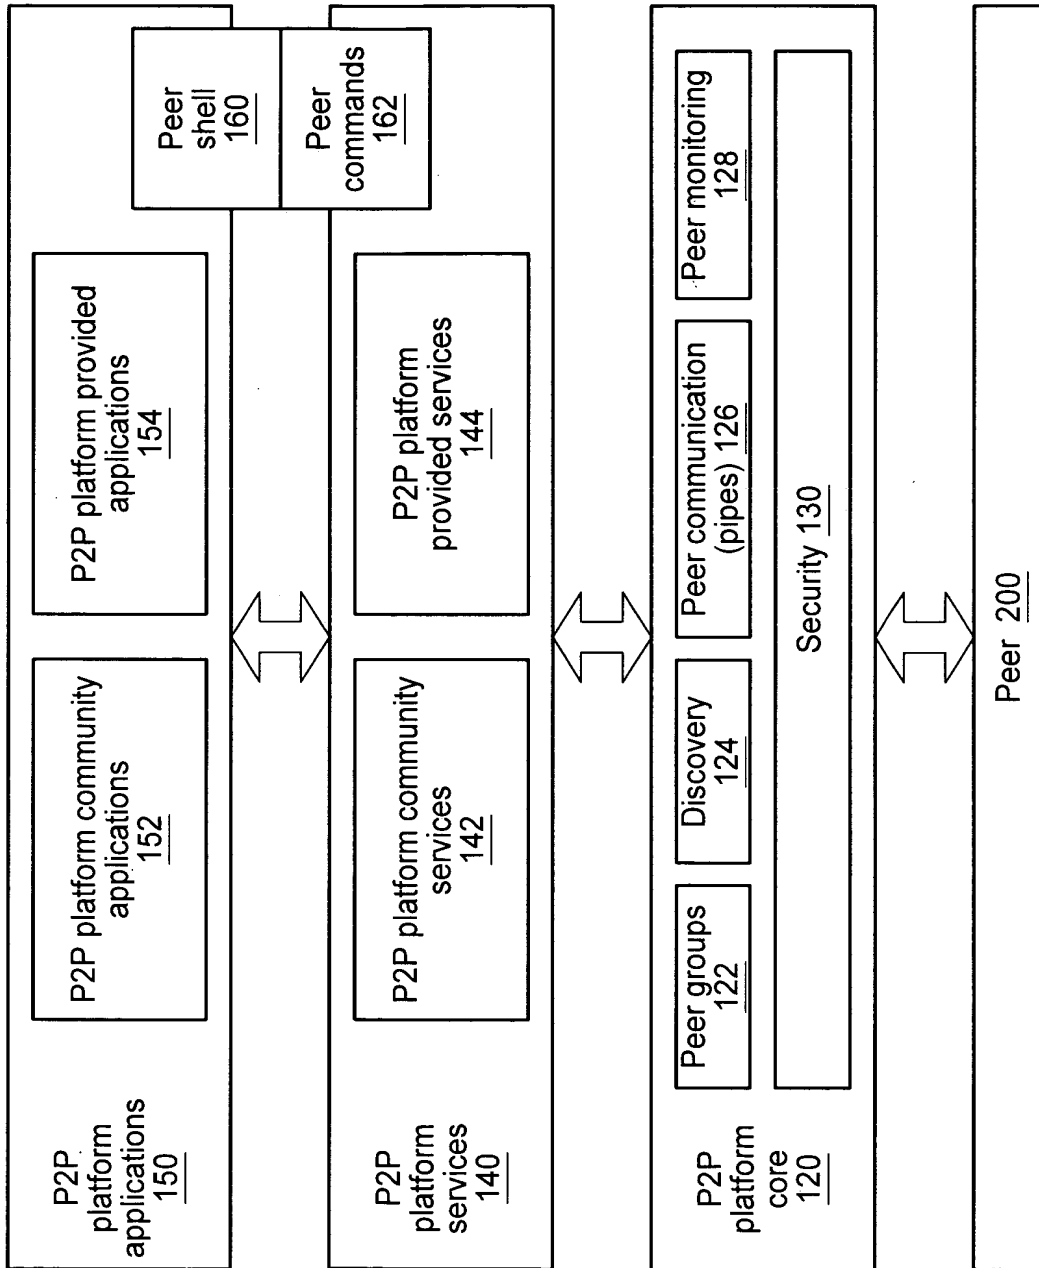 P2P
platform
applications
150
P2P platform community
applications
152
P2P platform provided
applications
154
Peer
shell
160
Peer
commands
162
P2P
platform
services
140
P2P platform community
services
142
P2P platform
provided services
144
P2P
platform
core
120
Peer groups
122
Discovery
124
Peer communication
(pipes) 126
Peer monitoring
128
Security 130
Peer 200